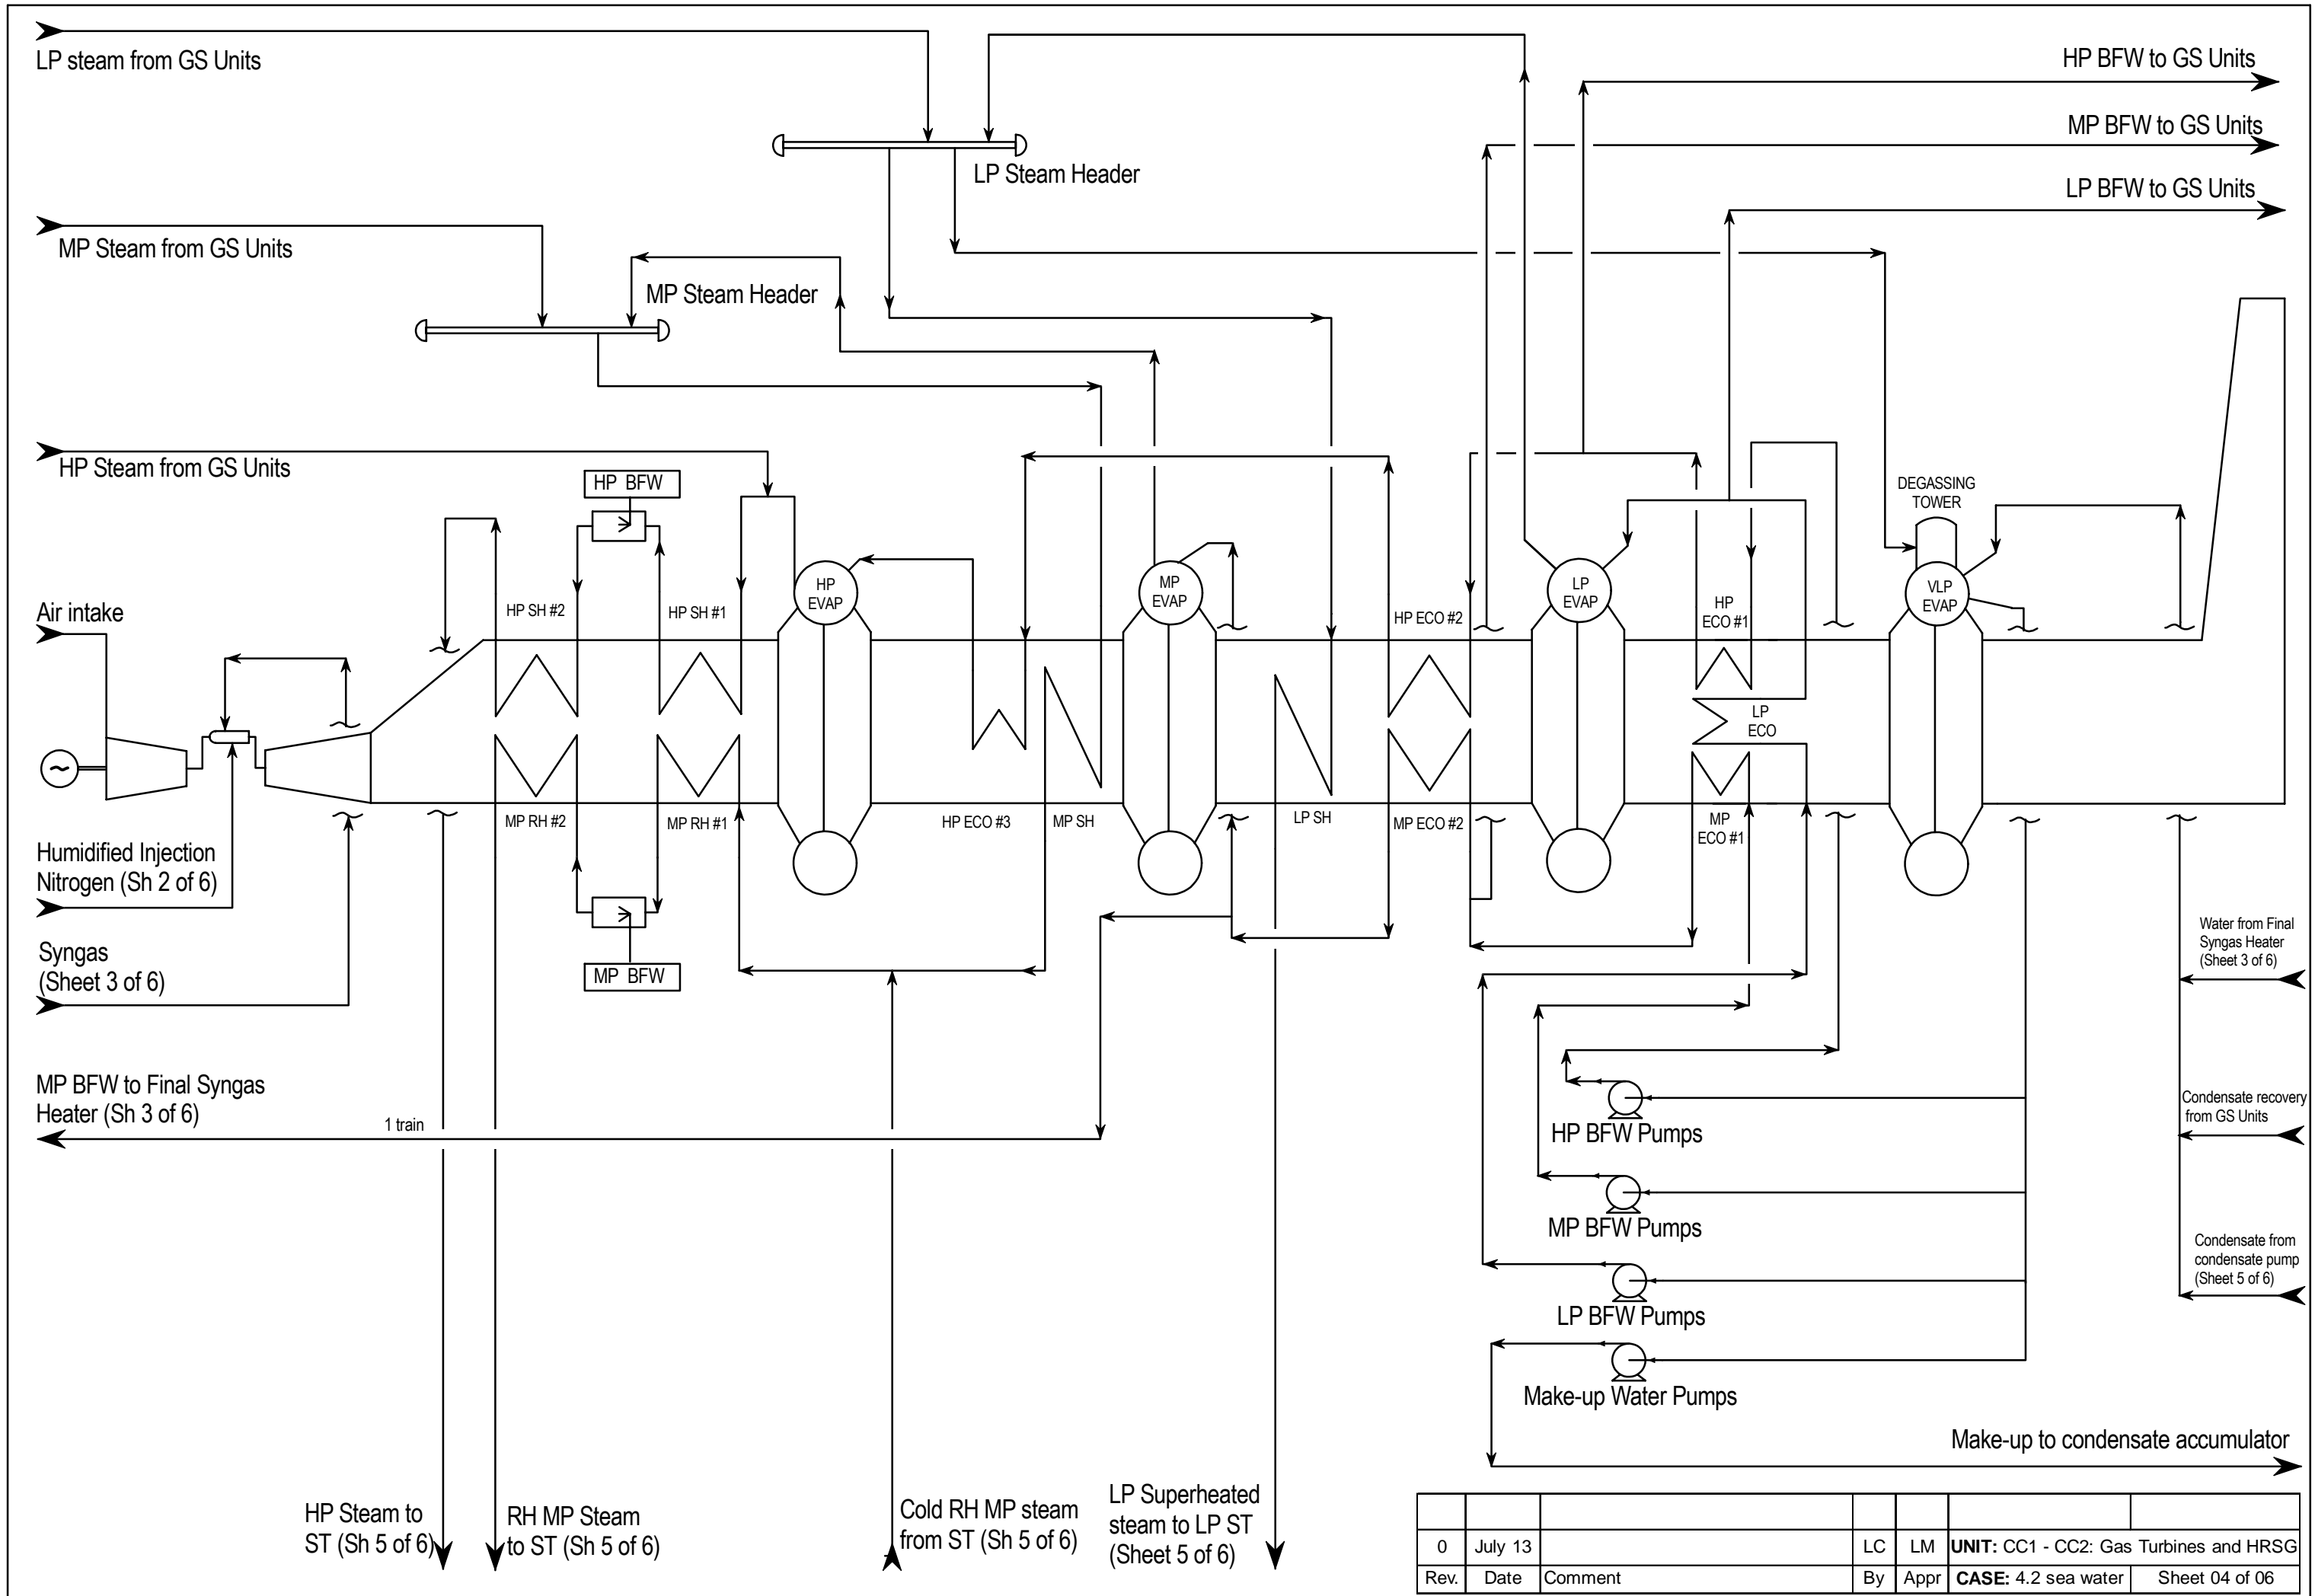 LP steam from GS Units
HP BFW to GS Units
MP BFW to GS Units
LP Steam Header
LP BFW to GS Units
MP Steam from GS Units
MP Steam Header
HP Steam from GS Units
HP BFW
DEGASSING
TOWER
HP
EVAP
MP
EVAP
LP
EVAP
VLP
EVAP
Air intake
HP SH #2
HP SH #1
HP ECO #2
HP
ECO #1
LP
ECO
~
MP RH #2
MP RH #1
HP ECO #3
MP SH
LP SH
MP ECO #2
MP
ECO #1
Humidified Injection
Nitrogen (Sh 2 of 6)
Syngas
(Sheet 3 of 6)
MP BFW
Water from Final
Syngas Heater
(Sheet 3 of 6)
MP BFW to Final Syngas
Heater (Sh 3 of 6)
1 train
Condensate recovery
from GS Units
HP BFW Pumps
MP BFW Pumps
Condensate from
condensate pump
(Sheet 5 of 6)
LP BFW Pumps
Make-up Water Pumps
Make-up to condensate accumulator
HP Steam to
ST (Sh 5 of 6)
RH MP Steam
to ST (Sh 5 of 6)
Cold RH MP steam
from ST (Sh 5 of 6)
LP Superheated
steam to LP ST
(Sheet 5 of 6)
0 July 13 LC LM UNIT: CC1 - CC2: Gas Turbines and HRSG
Rev. Date Comment By Appr CASE: 4.2 sea water Sheet 04 of 06